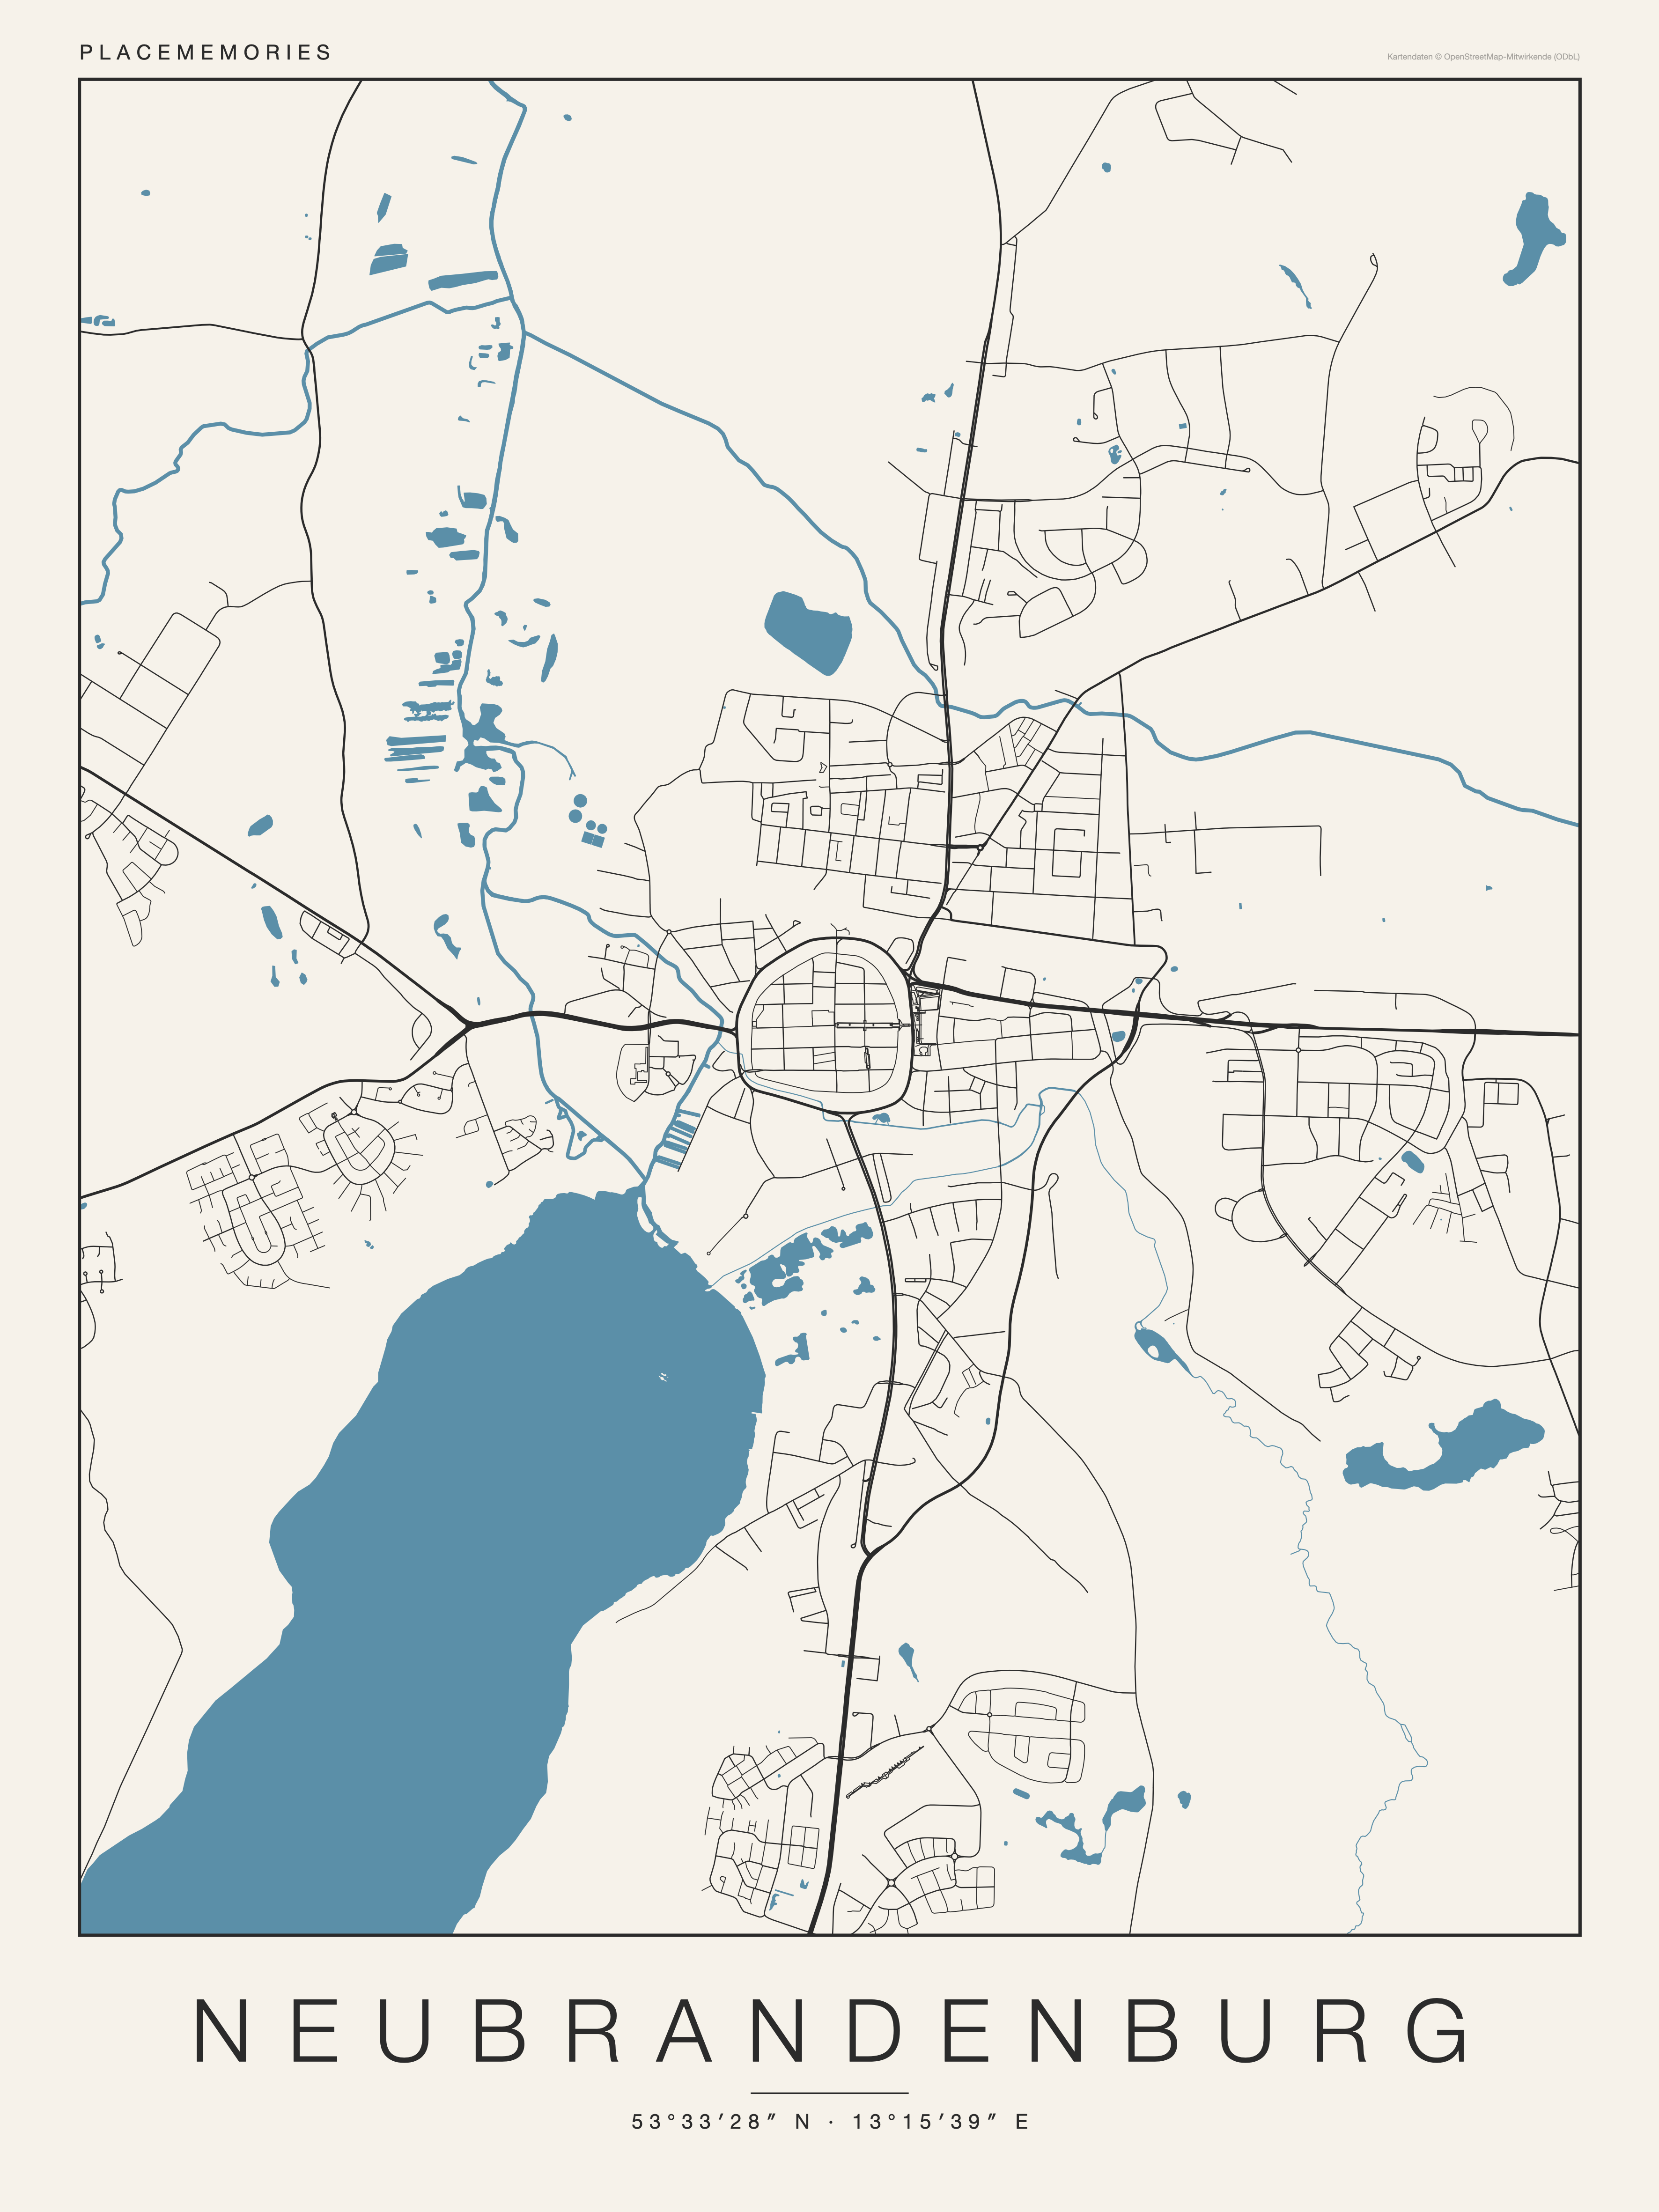 PLACEMEMORIES
Kartendaten © OpenStreetMap-Mitwirkende (ODbL)
NEUBRANDENBURG
53°33′28″ N · 13°15′39″ E